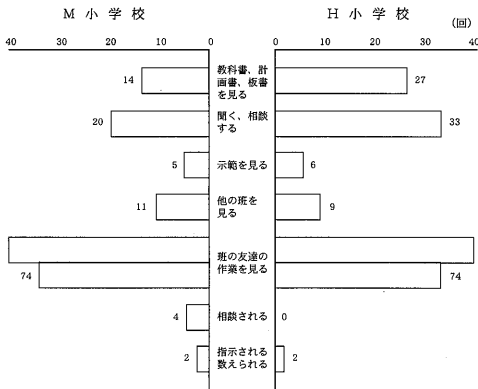 M小学校 H小学校
(回)
40 30 20 10 0 0 10 20 30 40
教科書、計
画書、板書
を見る
14 27
聞く、相談
する
20 33
示範を見る
5 6
他の班を
見る
11 9
班の友達の
作業を見る
74 74
相談される
4 0
指示される
数えられる
2 2